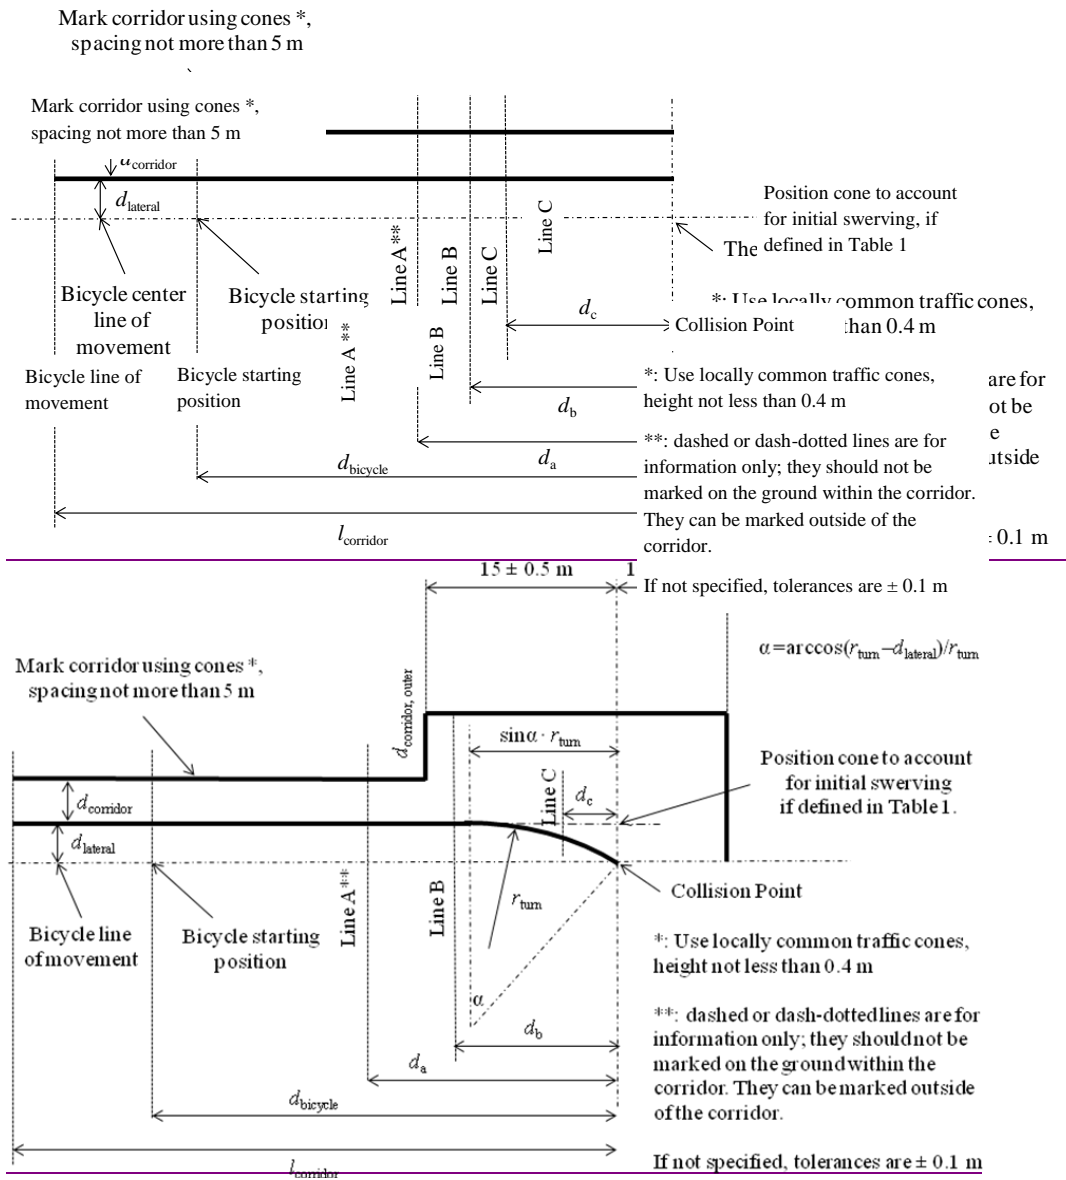 Mark corridor using cones *,
spacing not more than 5 m
Mark corridor using cones *,
spacing not more than 5 m
corridor
d lateral
Position cone to account
for initial swerving, if
defined in Table 1
The
Line C
Line A**
Line B
Line C
Bicycle center
line of
movement
Bicycle starting
position
*: Use locally common traffic cones,
than 0.4 m
d c
Collision Point
Line A **
Line B
Bicycle line of
movement
Bicycle starting
position
*: Use locally common traffic cones,
height not less than 0.4 m
are for
d b
**: dashed or dash-dotted lines are for
information only; they should not be
marked on the ground within the corridor.
They can be marked outside of the
corridor.
d bicycle
d a
l corridor
± 0.1 m
15 ± 0.5 m
1
If not specified, tolerances are ± 0.1 m
α=arccos(r turn–d lateral)/r turn
Mark corridor using cones *,
spacing not more than 5 m
d corridor, outer
sinα · r turn
Position cone to account
for initial swerving
if defined in Table 1.
Line C
d c
d corridor
d lateral
r turn
Collision Point
Line A**
Line B
Bicycle line
of movement
Bicycle starting
position
*: Use locally common traffic cones,
height not less than 0.4 m
α
**: dashed or dash-dotted lines are for
information only; they should not be
marked on the ground within the
corridor. They can be marked outside
of the corridor.
d b
d a
d bicycle
l corridor
If not specified, tolerances are ± 0.1 m